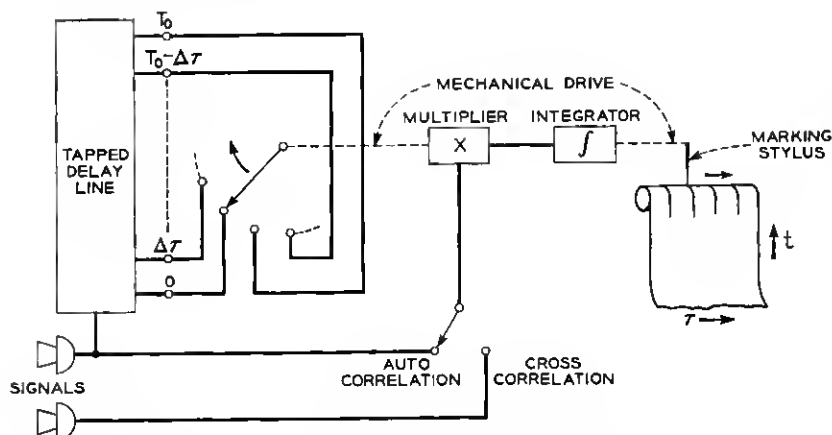 T₀
T₀-Δτ
MECHANICAL DRIVE
MULTIPLIER INTEGRATOR
X
∫
MARKING
STYLUS
TAPPED
DELAY
LINE
Δτ
0
t
τ
AUTO
CORRELATION
CROSS
CORRELATION
SIGNALS